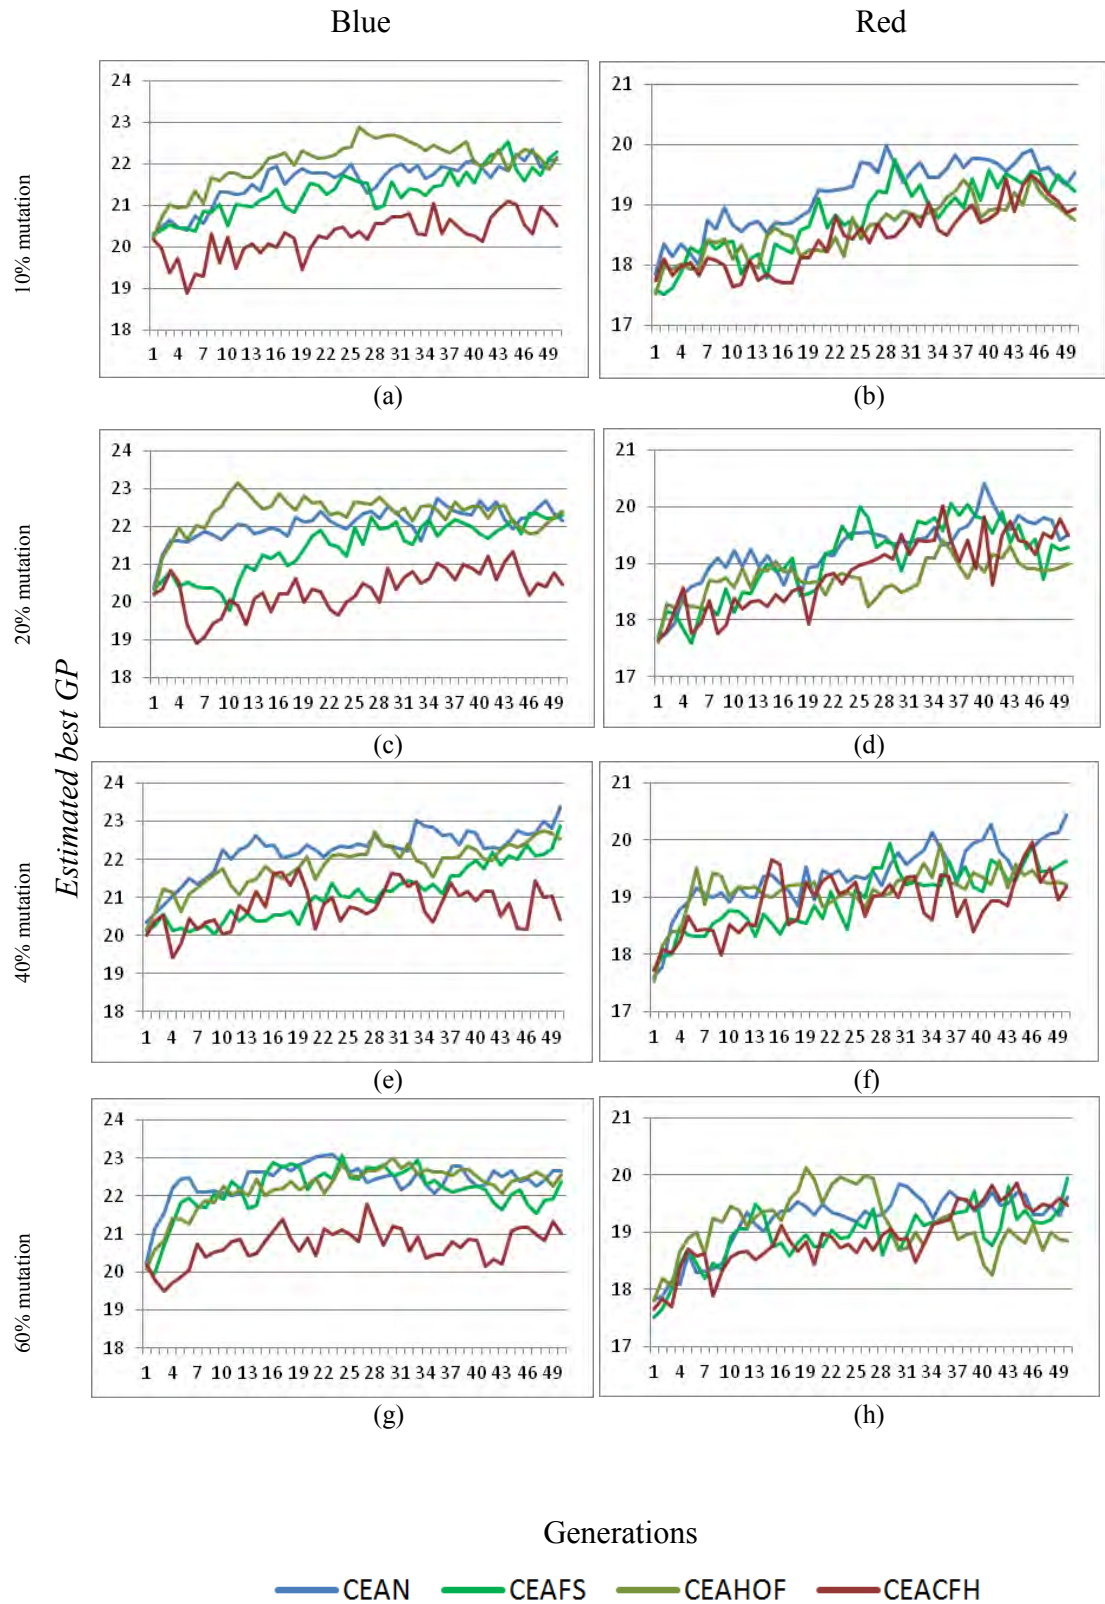 Blue Red
10% mutation
24
23
22
21
20
19
18
1 4 7 10 13 16 19 22 25 28 31 34 37 40 43 46 49
(a)
21
20
19
18
17
1 4 7 10 13 16 19 22 25 28 31 34 37 40 43 46 49
(b)
20% mutation
24
23
22
21
20
19
18
1 4 7 10 13 16 19 22 25 28 31 34 37 40 43 46 49
(c)
21
20
19
18
17
1 4 7 10 13 16 19 22 25 28 31 34 37 40 43 46 49
(d)
Estimated best GP
40% mutation
24
23
22
21
20
19
18
1 4 7 10 13 16 19 22 25 28 31 34 37 40 43 46 49
(e)
21
20
19
18
17
1 4 7 10 13 16 19 22 25 28 31 34 37 40 43 46 49
(f)
60% mutation
24
23
22
21
20
19
18
1 4 7 10 13 16 19 22 25 28 31 34 37 40 43 46 49
(g)
21
20
19
18
17
1 4 7 10 13 16 19 22 25 28 31 34 37 40 43 46 49
(h)
Generations
CEAN CEAFS CEAHOF CEACFH